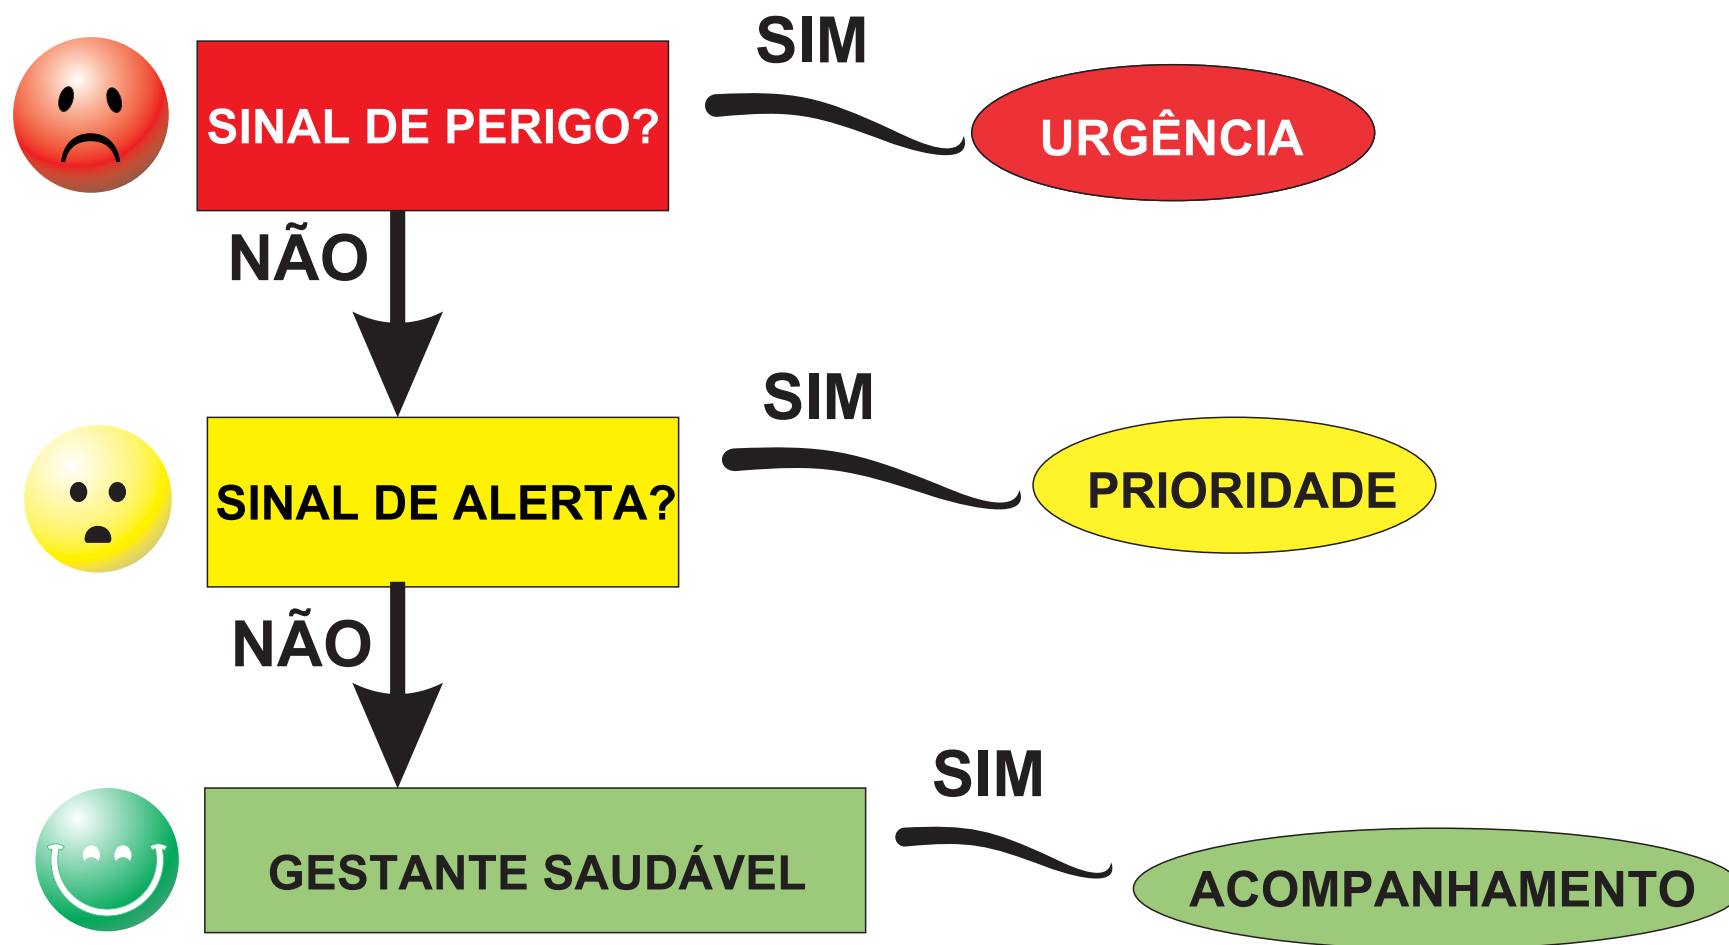 SIM
SINAL DE PERIGO?
URGÊNCIA
NÃO
SIM
SINAL DE ALERTA?
PRIORIDADE
NÃO
SIM
GESTANTE SAUDÁVEL
ACOMPANHAMENTO